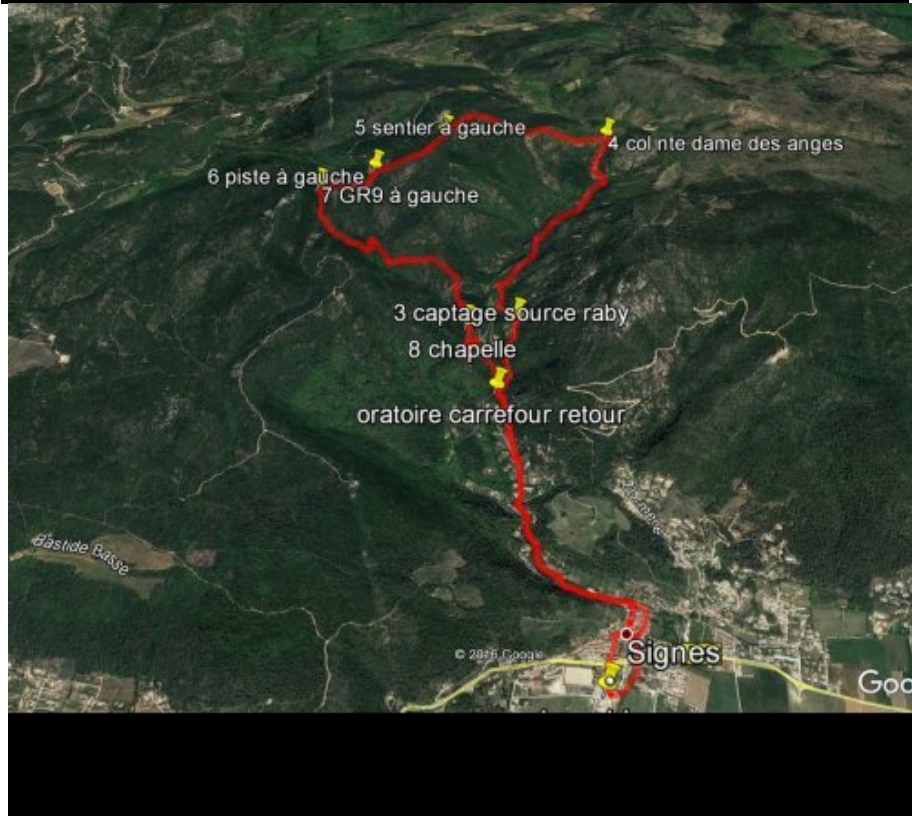 5 sentier à gauche
4 col nte dame des anges
6 piste à gauche
7 GR9 à gauche
3 captage source raby
8 chapelle
oratoire carrefour retour
Zourmène
Bastide Basse
© 2016 Google
Signes
Goo